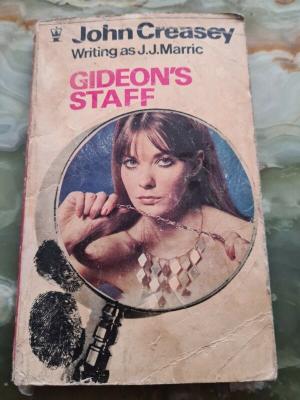 John Creasey
Writing as J.J. Marric
GIDEON'S
STAFF